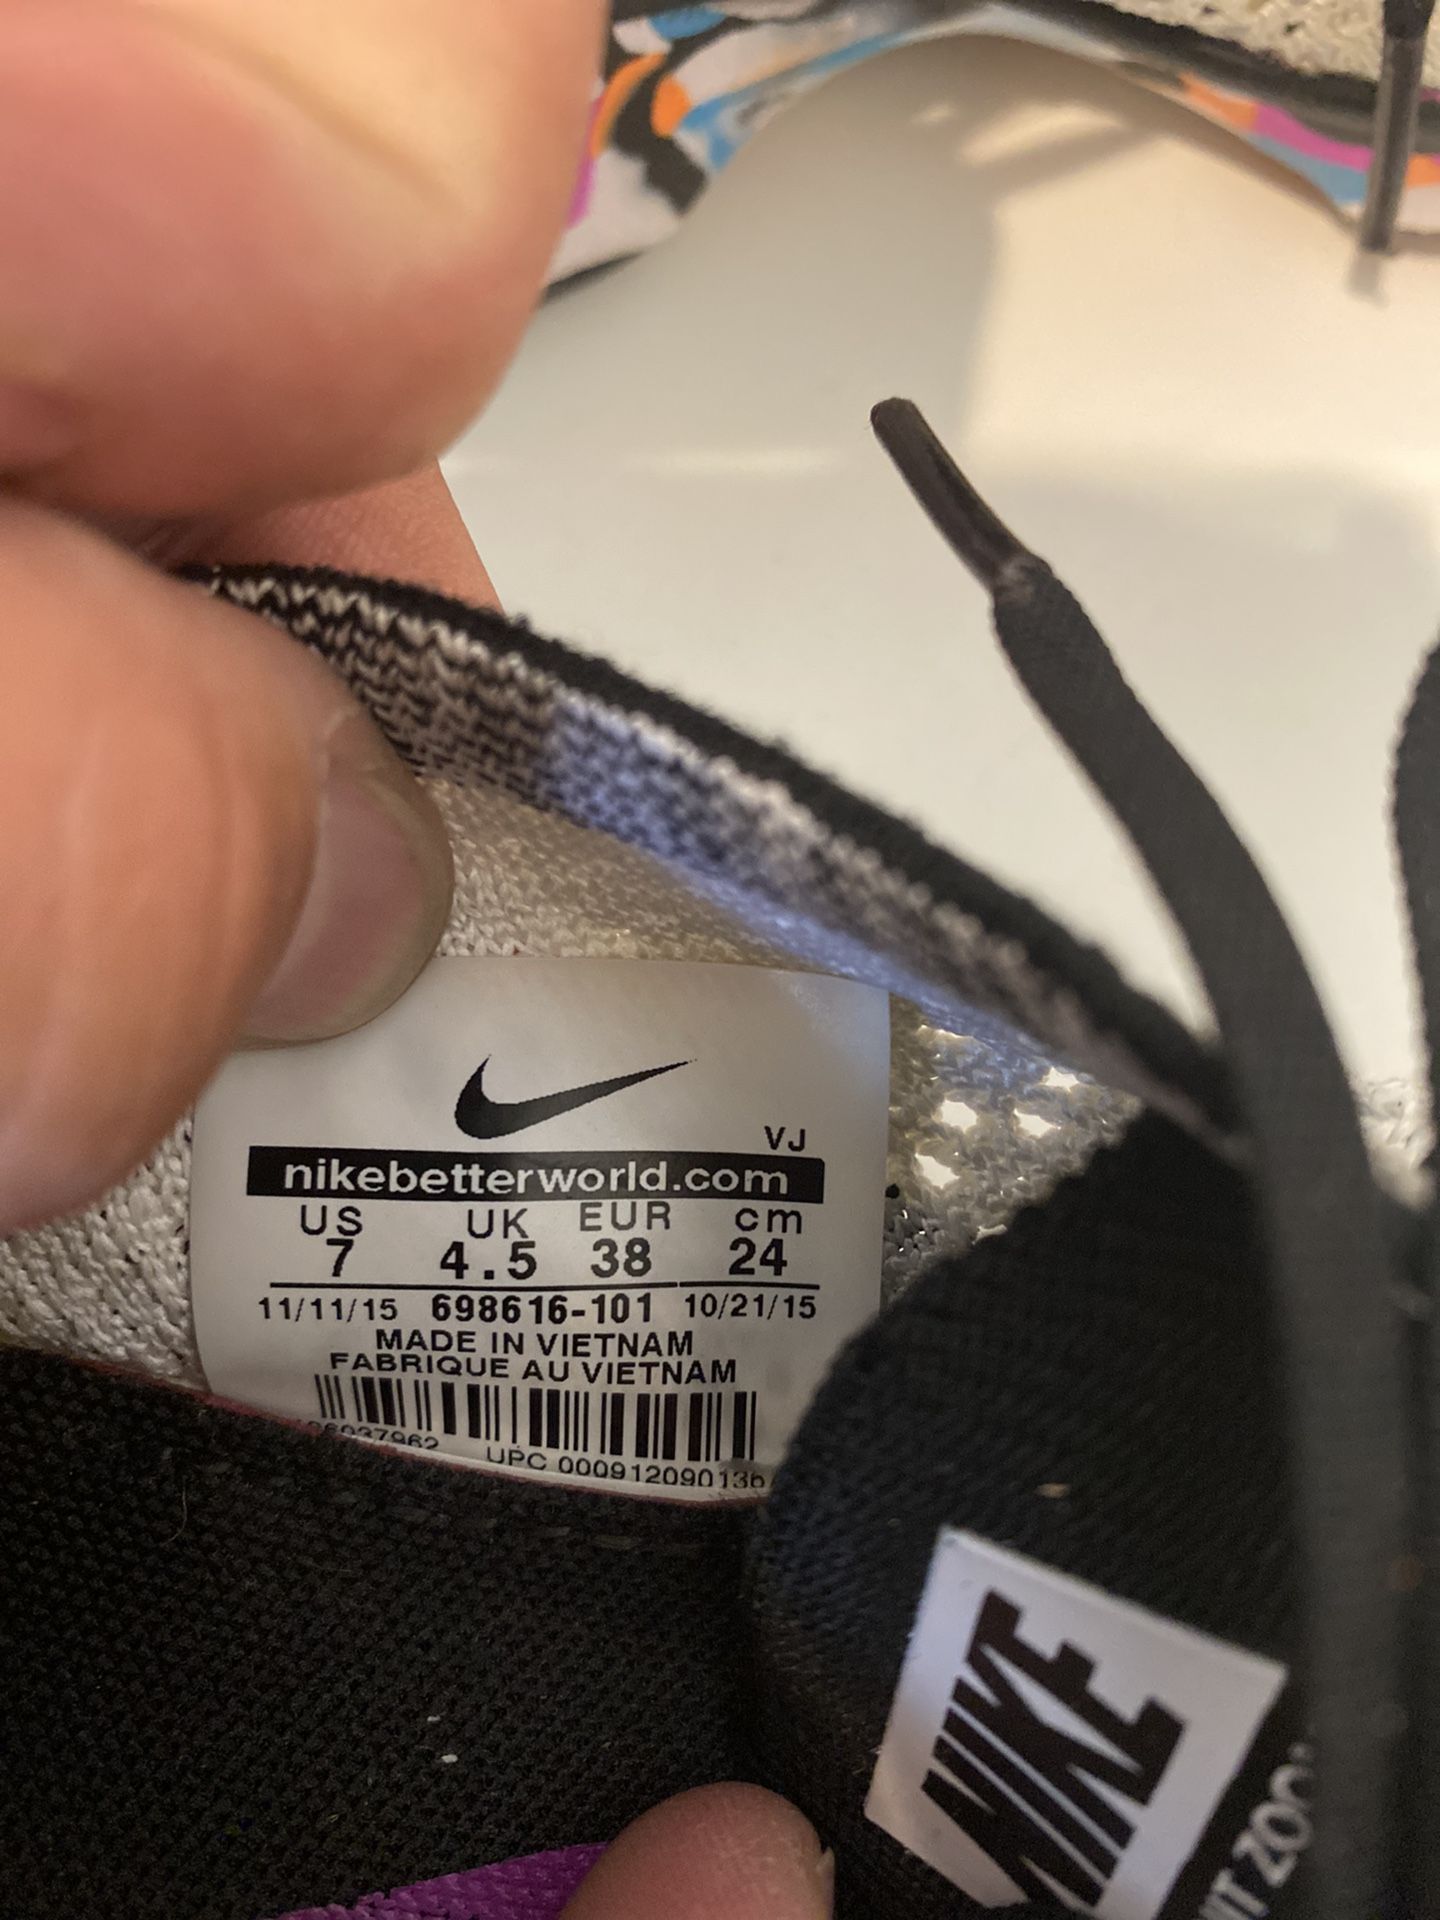 VJ
nikebetterworld.com
US UK EUR cm
7 4.5 38 24
11/11/15 698616-101 10/21/15
MADE IN VIETNAM
FABRIQUE AU VIETNAM
UPC
NIKE